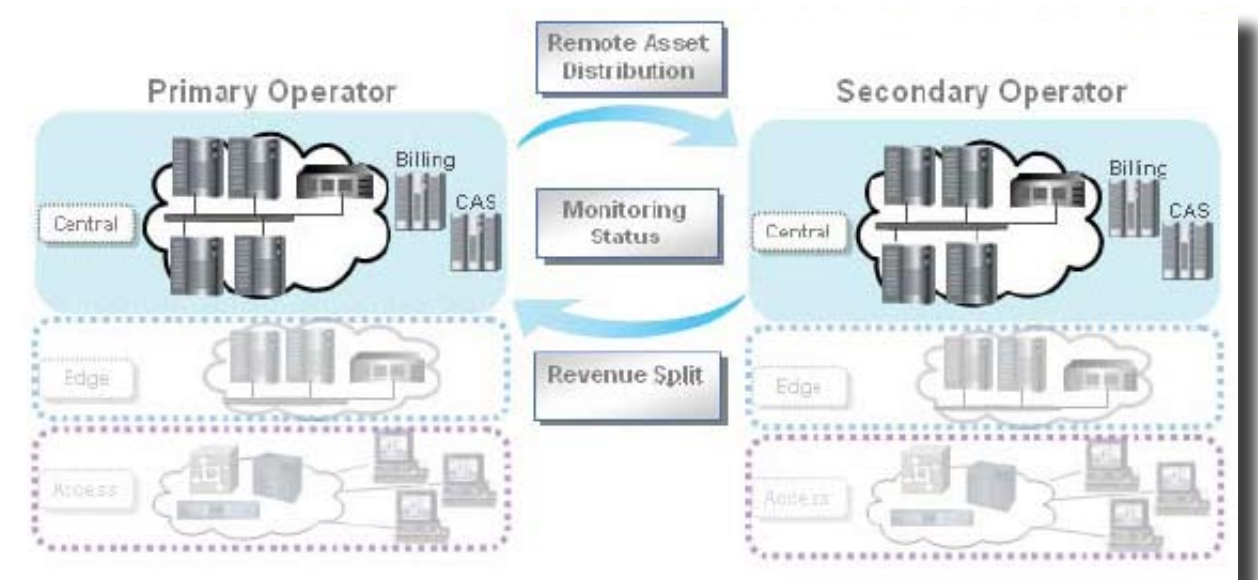 Remote Asset
Distribution
Primary Operator
Secondary Operator
Billing
CAS
Central
Monitoring
Status
Billing
CAS
Central
Edge
Revenue Split
Edge
Access
Access